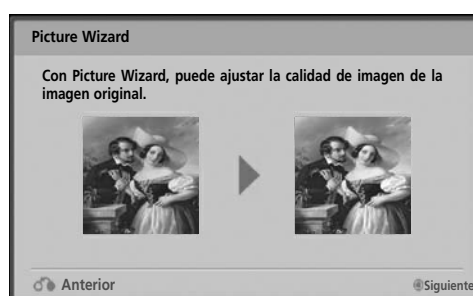 Picture Wizard
Con Picture Wizard, puede ajustar la calidad de imagen de la
imagen original.
Anterior
Siguiente